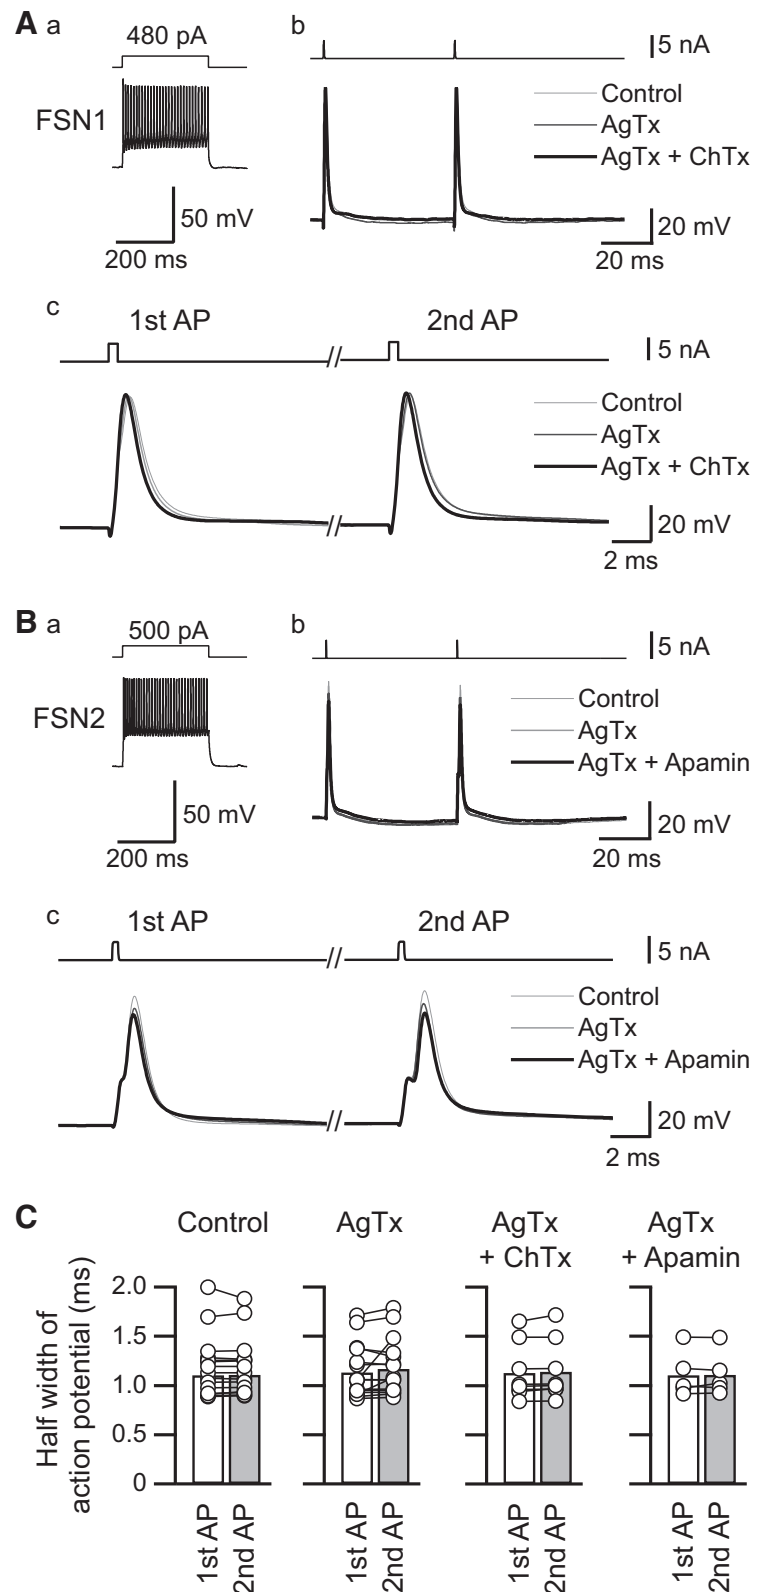 A a
480 pA
FSN1
50 mV
200 ms
b
5 nA
Control
AgTx
AgTx + ChTx
20 mV
20 ms
c
1st AP
2nd AP
5 nA
Control
AgTx
AgTx + ChTx
20 mV
2 ms
B a
500 pA
FSN2
50 mV
200 ms
b
5 nA
Control
AgTx
AgTx + Apamin
20 mV
20 ms
c
1st AP
2nd AP
5 nA
Control
AgTx
AgTx + Apamin
20 mV
2 ms
C
Control
AgTx
AgTx
+ ChTx
AgTx
+ Apamin
Half width of
action potential (ms)
2.0
1.5
1.0
0.5
0
1st AP
2nd AP
1st AP
2nd AP
1st AP
2nd AP
1st AP
2nd AP